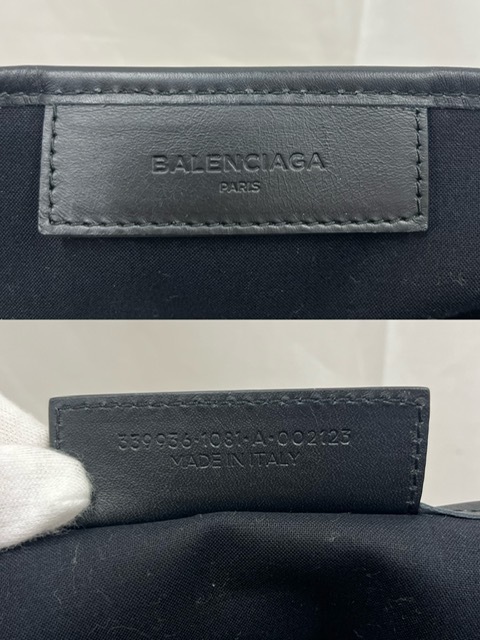 BALENCIAGA
PARIS
339936-1081-A-002123
MADE IN ITALY